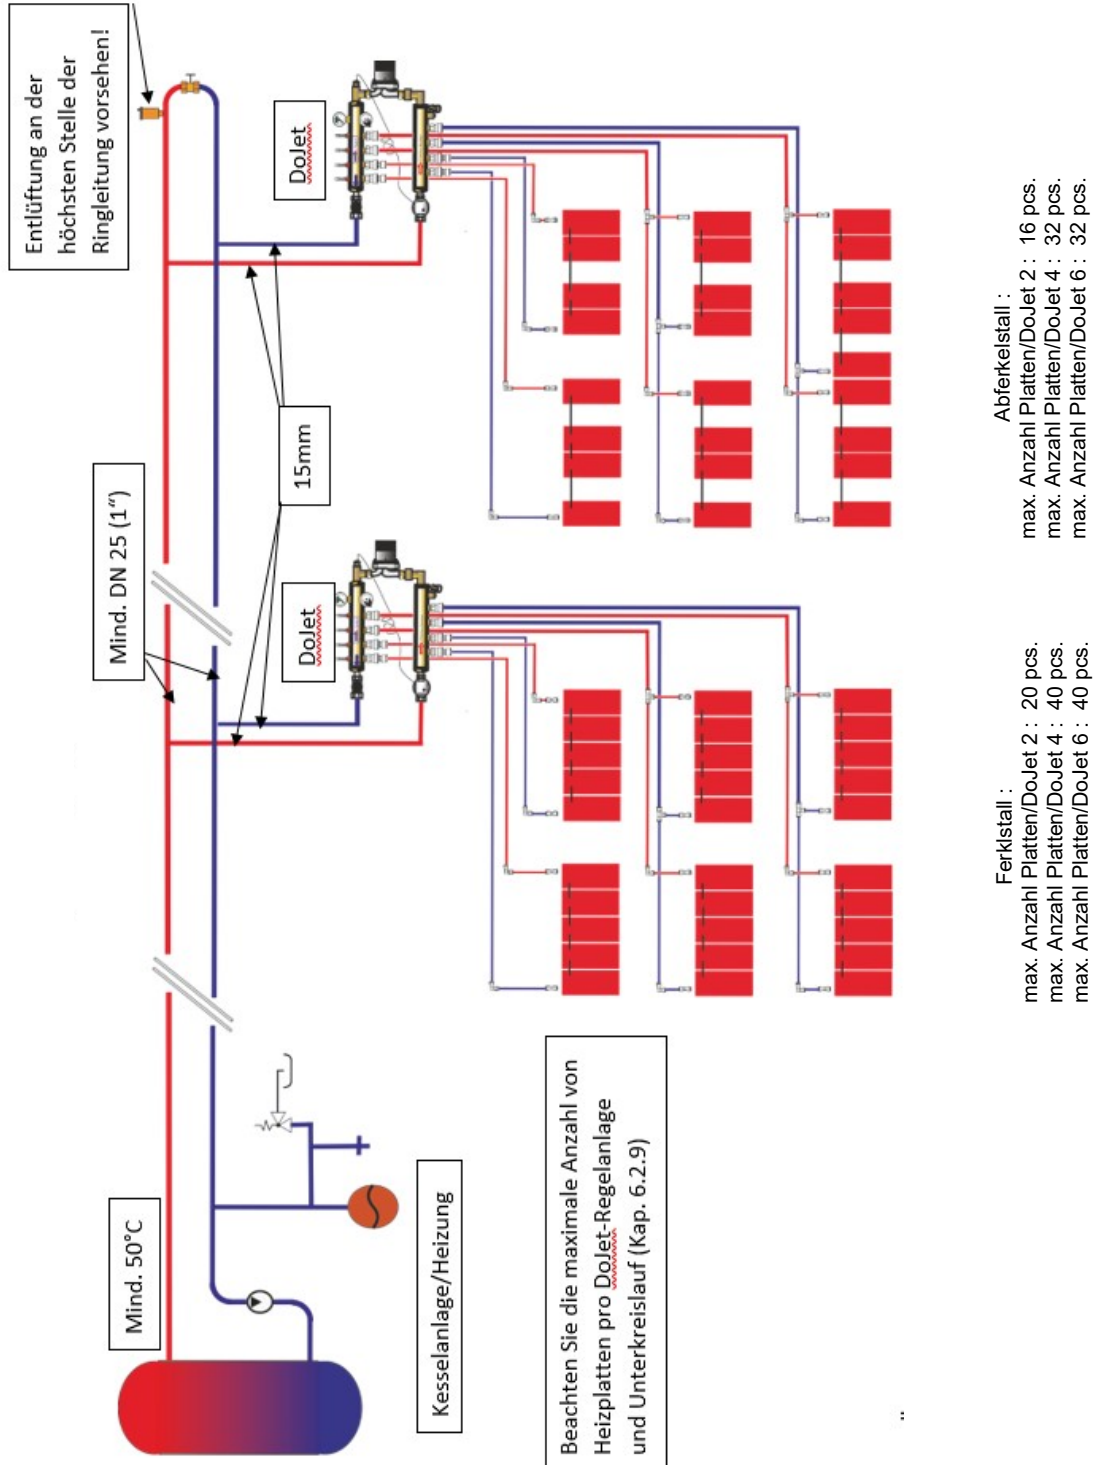 Mind. 50°C
Kesselanlage/Heizung
Beachten Sie die maximale Anzahl von
Heizplatten pro DoJet-Regelanlage
und Unterkreislauf (Kap. 6.2.9)
Mind. DN 25 (1“)
DoJet
15mm
DoJet
Entlüftung an der
höchsten Stelle der
Ringleitung vorsehen!
Ferklstall :
max. Anzahl Platten/DoJet 2 : 20 pcs.
max. Anzahl Platten/DoJet 4 : 40 pcs.
max. Anzahl Platten/DoJet 6 : 40 pcs.
Abferkelstall :
max. Anzahl Platten/DoJet 2 : 16 pcs.
max. Anzahl Platten/DoJet 4 : 32 pcs.
max. Anzahl Platten/DoJet 6 : 32 pcs.